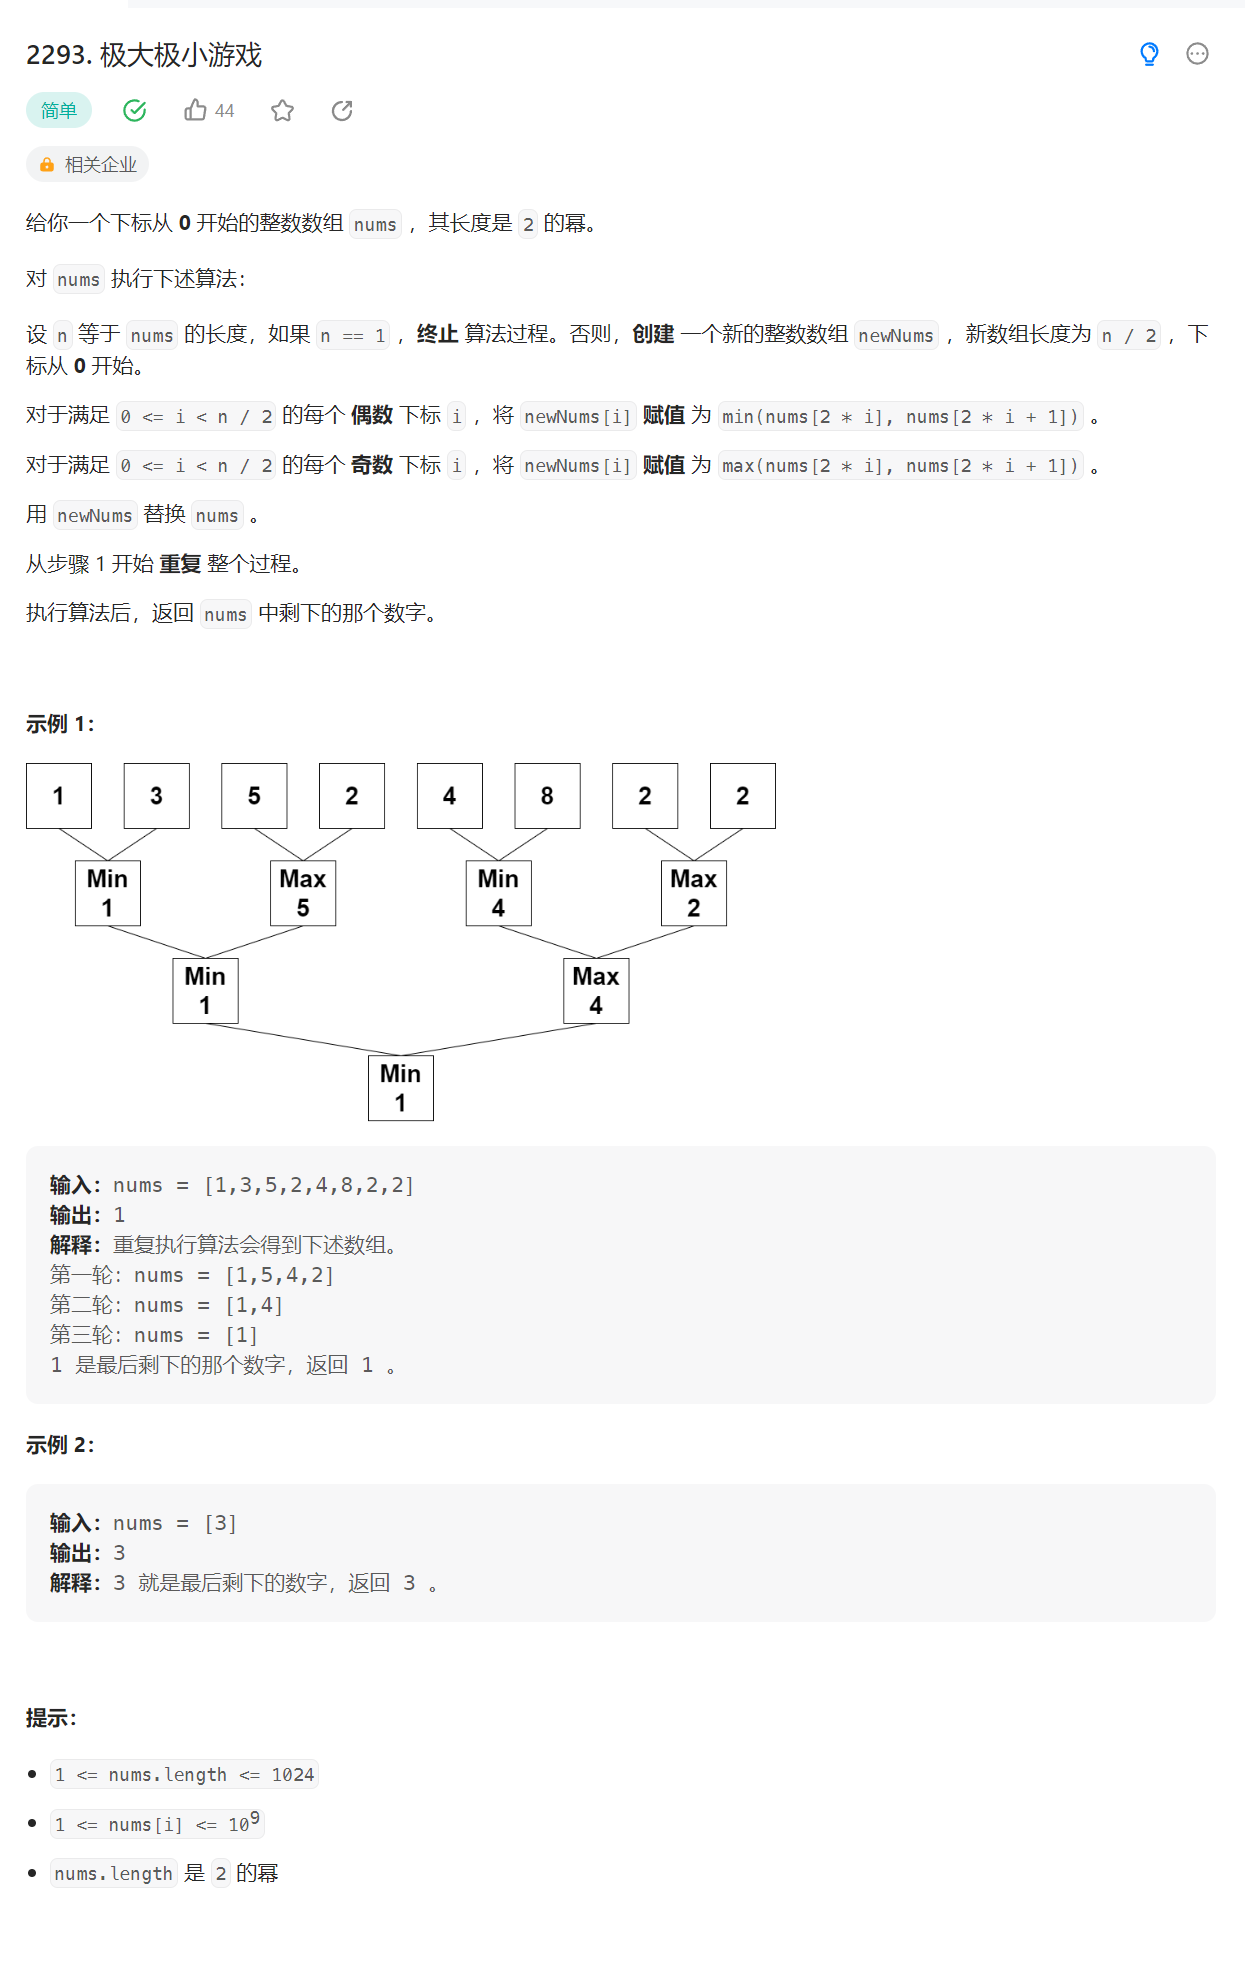 2293. 极大极小游戏
简单 44
相关企业
给你一个下标从 0 开始的整数数组 nums ，其长度是 2 的幂。
对 nums 执行下述算法：
设 n 等于 nums 的长度，如果 n == 1 ，终止 算法过程。否则，创建 一个新的整数数组 newNums ，新数组长度为 n / 2 ，下
标从 0 开始。
对于满足 0 <= i < n / 2 的每个 偶数 下标 i ，将 newNums[i] 赋值 为 min(nums[2 * i], nums[2 * i + 1]) 。
对于满足 0 <= i < n / 2 的每个 奇数 下标 i ，将 newNums[i] 赋值 为 max(nums[2 * i], nums[2 * i + 1]) 。
用 newNums 替换 nums 。
从步骤 1 开始 重复 整个过程。
执行算法后，返回 nums 中剩下的那个数字。
示例 1：
1 3 5 2 4 8 2 2
Min Max Min Max
1 5 4 2
Min Max
1 4
Min
1
输入：nums = [1,3,5,2,4,8,2,2]
输出：1
解释：重复执行算法会得到下述数组。
第一轮：nums = [1,5,4,2]
第二轮：nums = [1,4]
第三轮：nums = [1]
1 是最后剩下的那个数字，返回 1 。
示例 2：
输入：nums = [3]
输出：3
解释：3 就是最后剩下的数字，返回 3 。
提示：
• 1 <= nums.length <= 1024
• 1 <= nums[i] <= 10⁹
• nums.length 是 2 的幂